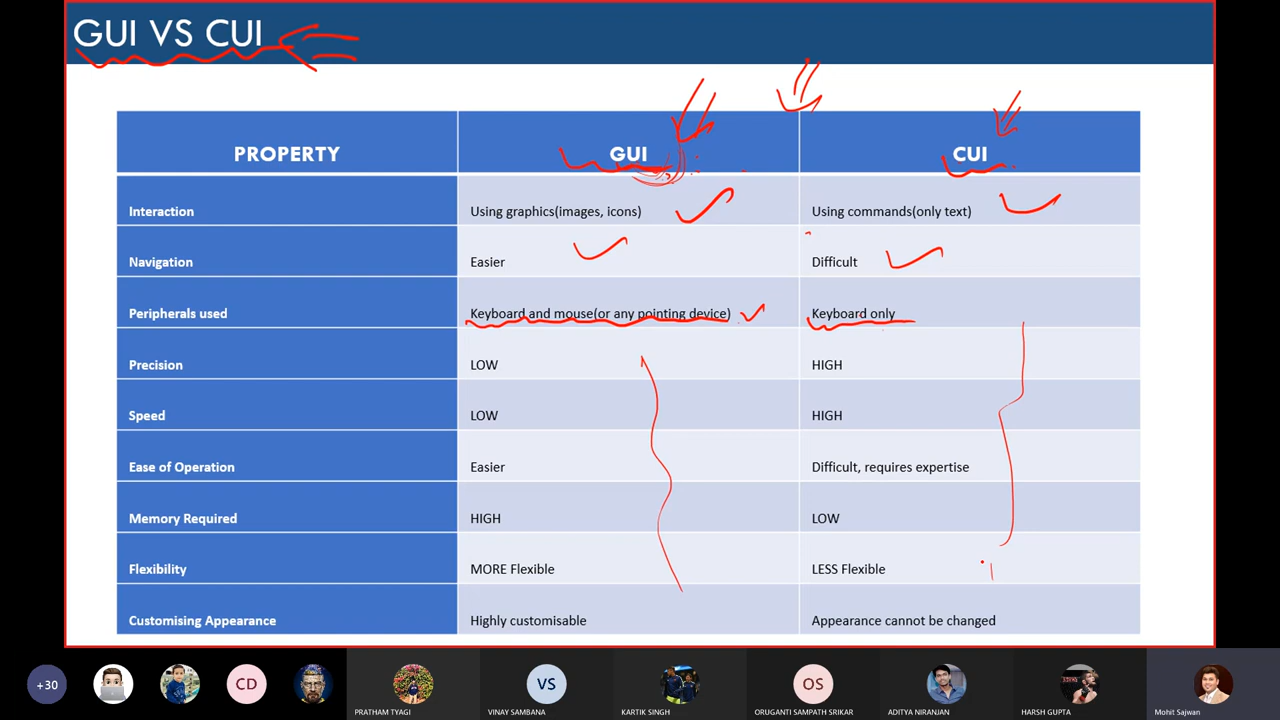 GUI VS CUI
PROPERTY GUI CUI
Interaction Using graphics(images, icons) Using commands(only text)
Navigation Easier Difficult
Peripherals used Keyboard and mouse(or any pointing device) Keyboard only
Precision LOW HIGH
Speed LOW HIGH
Ease of Operation Easier Difficult, requires expertise
Memory Required HIGH LOW
Flexibility MORE Flexible LESS Flexible
Customising Appearance Highly customisable Appearance cannot be changed
+30 CD VS OS
PRATHAM TYAGI VINAY SAMBANA KARTIK SINGH ORUGANTI SAMPATH SRIKAR ADITYA NIRANJAN HARSH GUPTA Mohit Sajwan